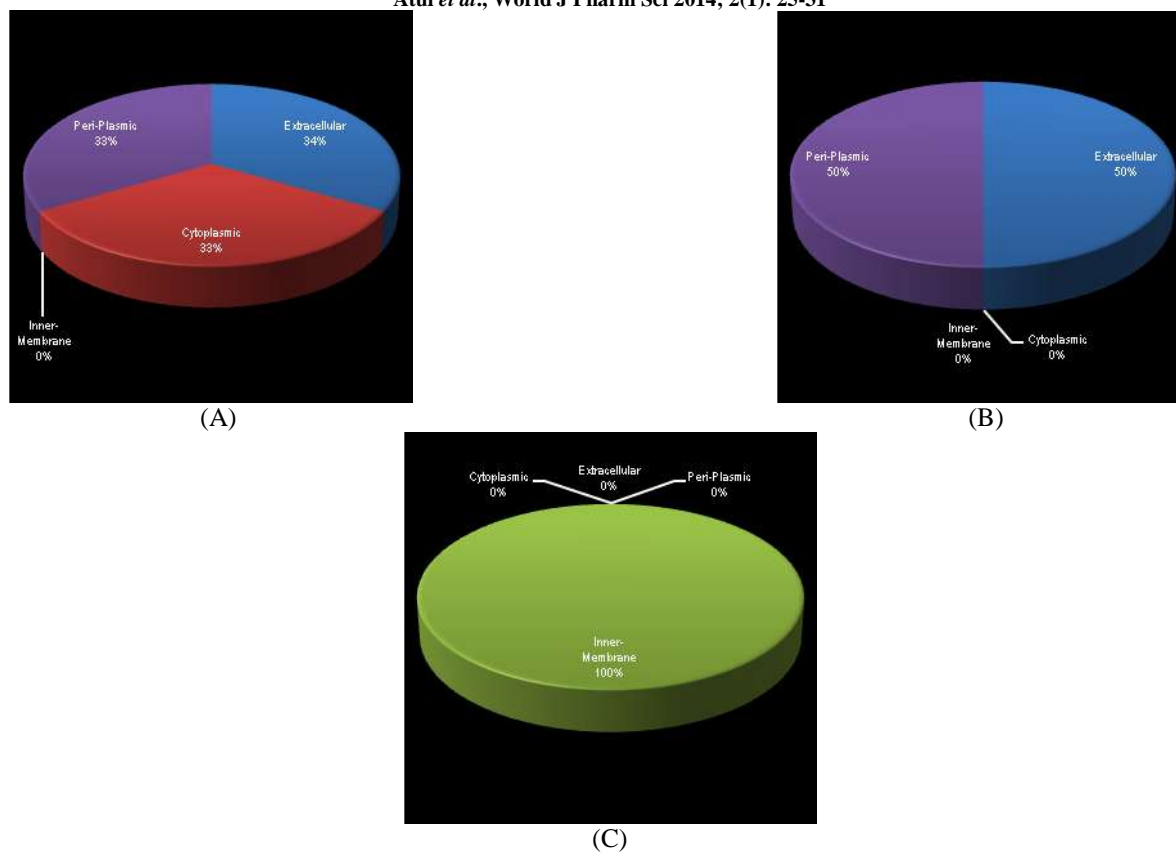 Atul et al., World J Pharm Sci 2014; 2(1): 25-31
Peri-Plasmic
33%
Extracellular
34%
Cytoplasmic
33%
Inner-
Membrane
0%
(A)
Peri-Plasmic
50%
Extracellular
50%
Inner-
Membrane
0%
Cytoplasmic
0%
(B)
Cytoplasmic
0%
Extracellular
0%
Peri-Plasmic
0%
Inner-
Membrane
100%
(C)